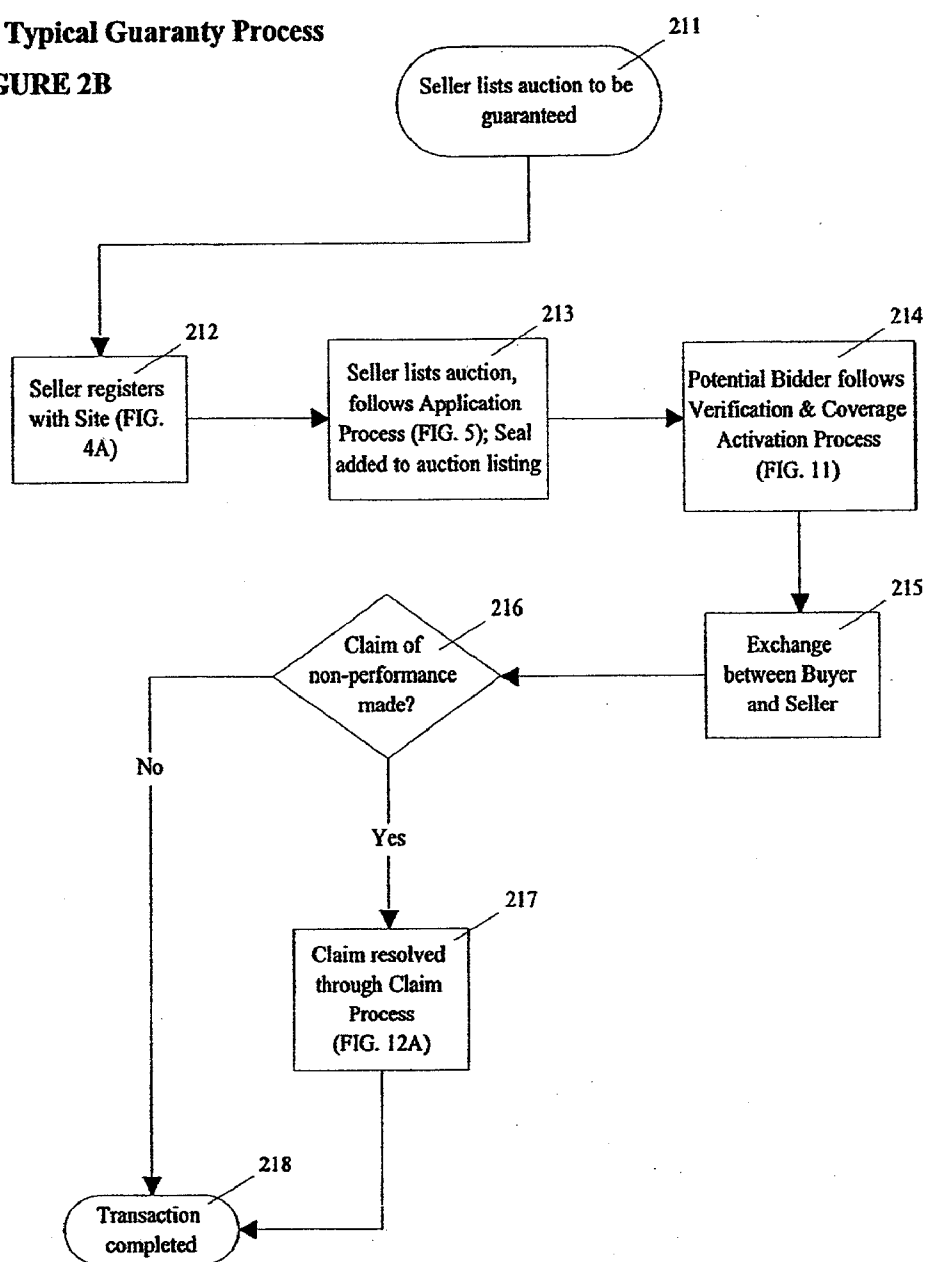 Typical Guaranty Process
GURE 2B
211
Seller lists auction to be
guaranteed
212
Seller registers
with Site (FIG.
4A)
213
Seller lists auction,
follows Application
Process (FIG. 5); Seal
added to auction listing
214
Potential Bidder follows
Verification & Coverage
Activation Process
(FIG. 11)
215
Exchange
between Buyer
and Seller
216
Claim of
non-performance
made?
No
Yes
217
Claim resolved
through Claim
Process
(FIG. 12A)
218
Transaction
completed